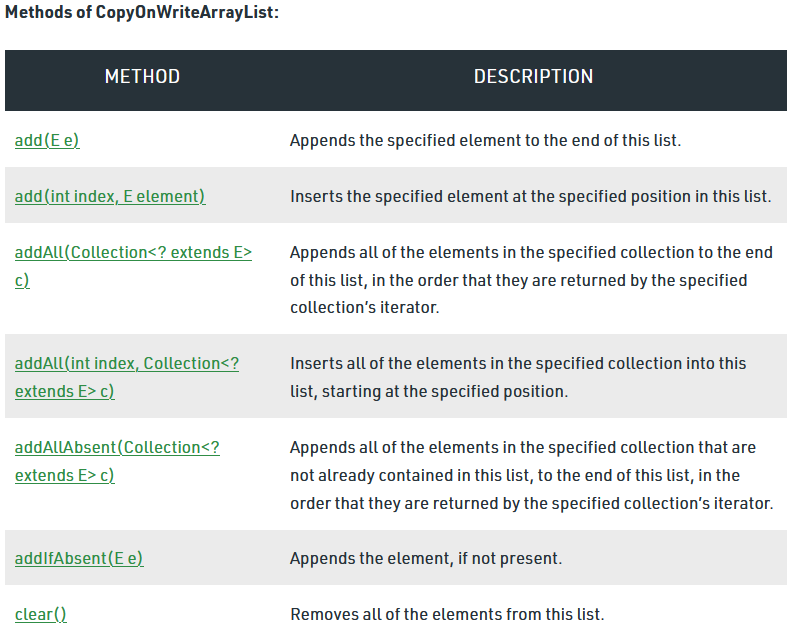 Methods of CopyOnWriteArrayList:
METHOD DESCRIPTION
add(E e) Appends the specified element to the end of this list.
add(int index, E element) Inserts the specified element at the specified position in this list.
addAll(Collection<? extends E> Appends all of the elements in the specified collection to the end
c) of this list, in the order that they are returned by the specified
collection’s iterator.
addAll(int index, Collection<? Inserts all of the elements in the specified collection into this
extends E> c) list, starting at the specified position.
addAllAbsent(Collection<? Appends all of the elements in the specified collection that are
extends E> c) not already contained in this list, to the end of this list, in the
order that they are returned by the specified collection’s iterator.
addIfAbsent(E e) Appends the element, if not present.
clear() Removes all of the elements from this list.